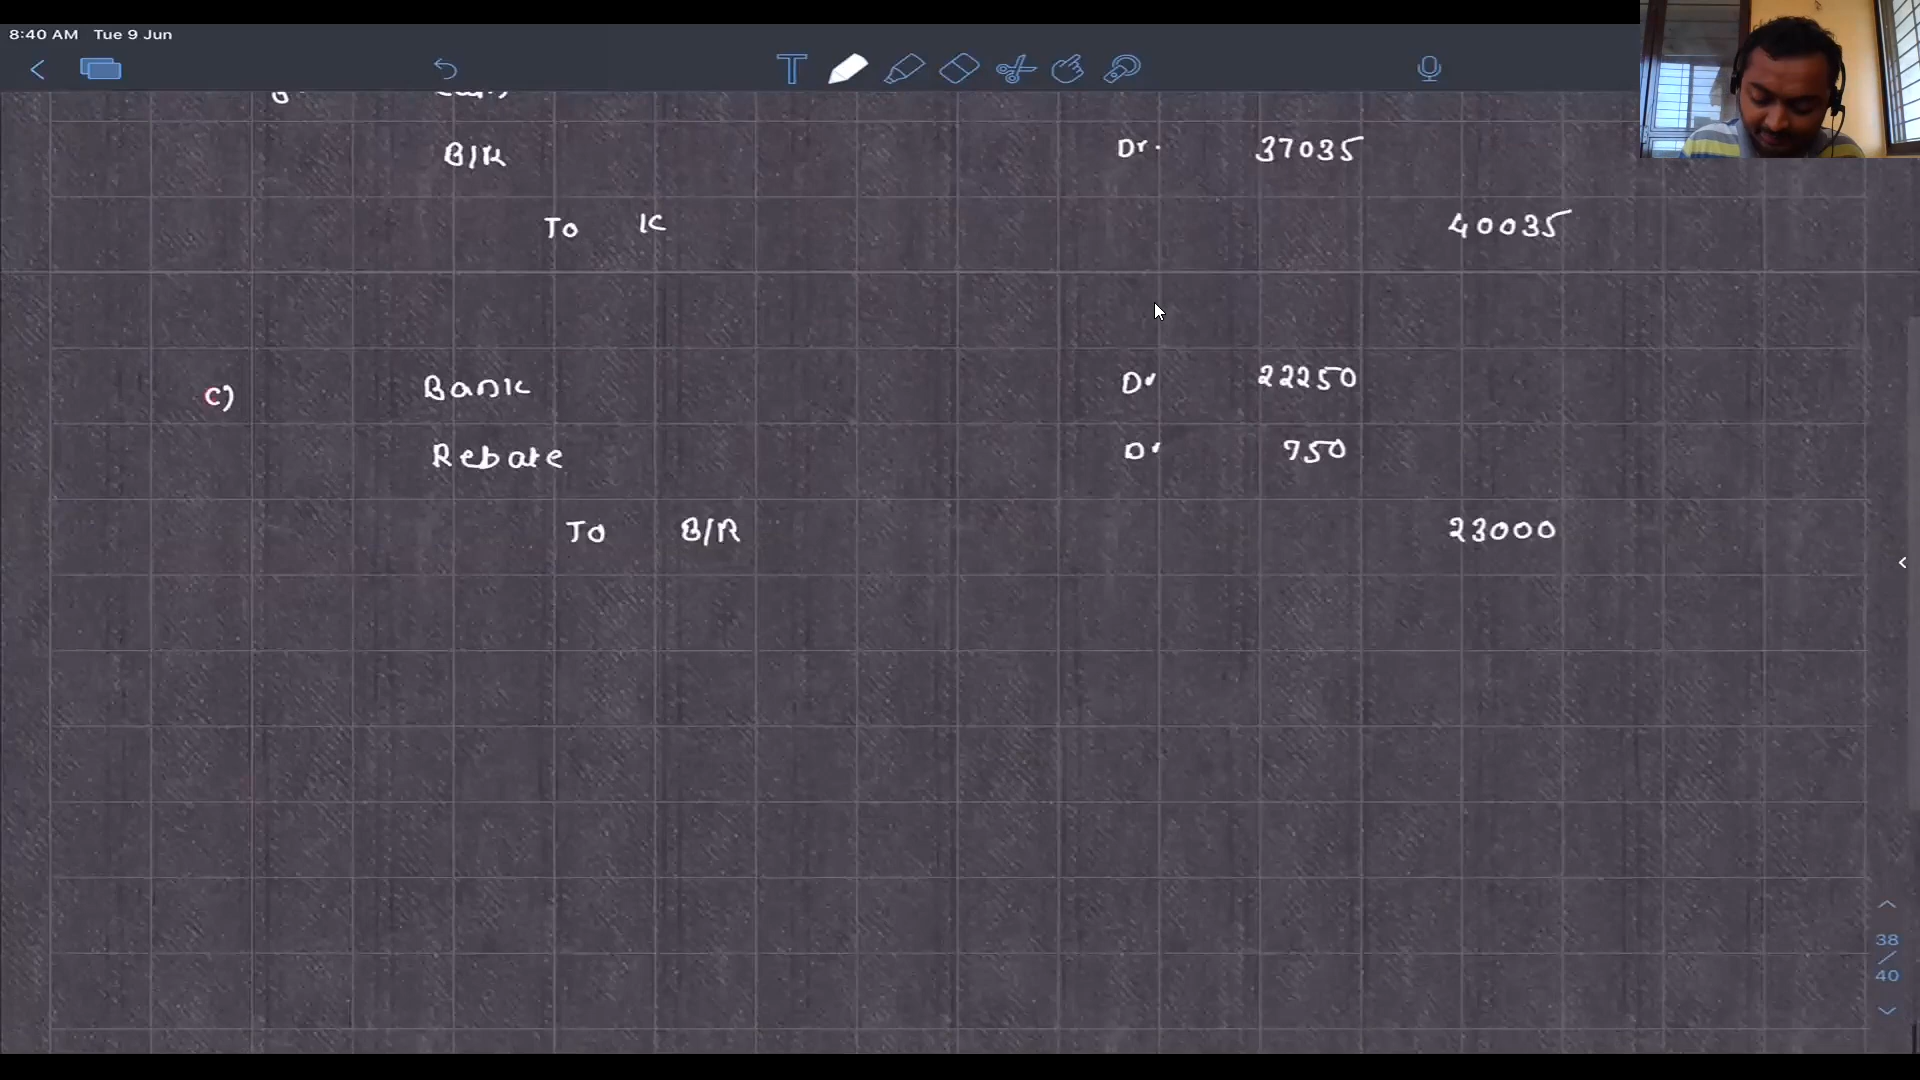 8:40 AM Tue 9 Jun
B/R Dr. 37035
To K 40035
C) Bank Dr 22250
Rebate Dr 750
To B/R 23000
38
/
40